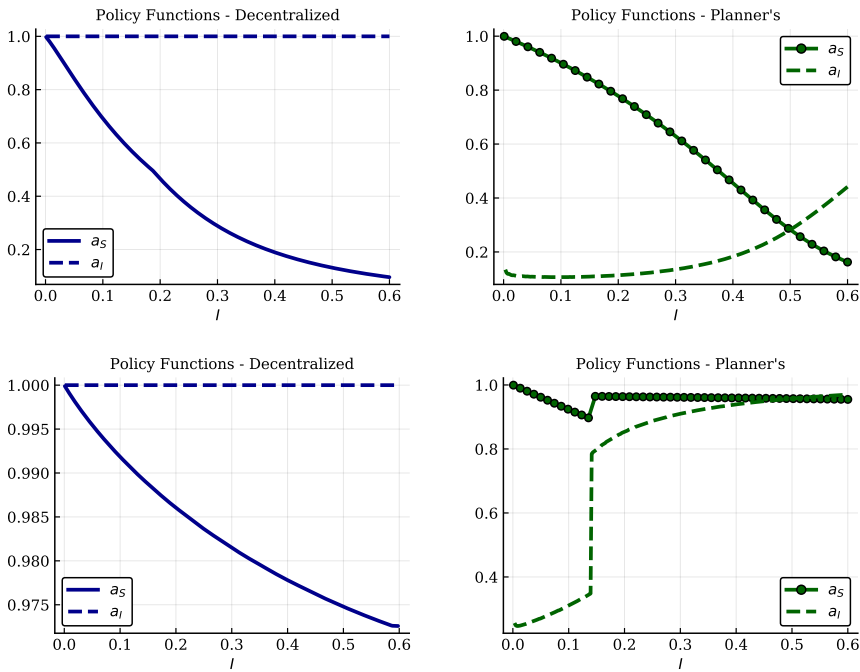 Policy Functions - Decentralized
1.0
0.8
0.6
0.4
0.2
a_S
a_I
0.0 0.1 0.2 0.3 0.4 0.5 0.6
I
Policy Functions - Planner's
1.0
0.8
0.6
0.4
0.2
a_S
a_I
0.0 0.1 0.2 0.3 0.4 0.5 0.6
I
Policy Functions - Decentralized
1.000
0.995
0.990
0.985
0.980
0.975
a_S
a_I
0.0 0.1 0.2 0.3 0.4 0.5 0.6
I
Policy Functions - Planner's
1.0
0.8
0.6
0.4
a_S
a_I
0.0 0.1 0.2 0.3 0.4 0.5 0.6
I